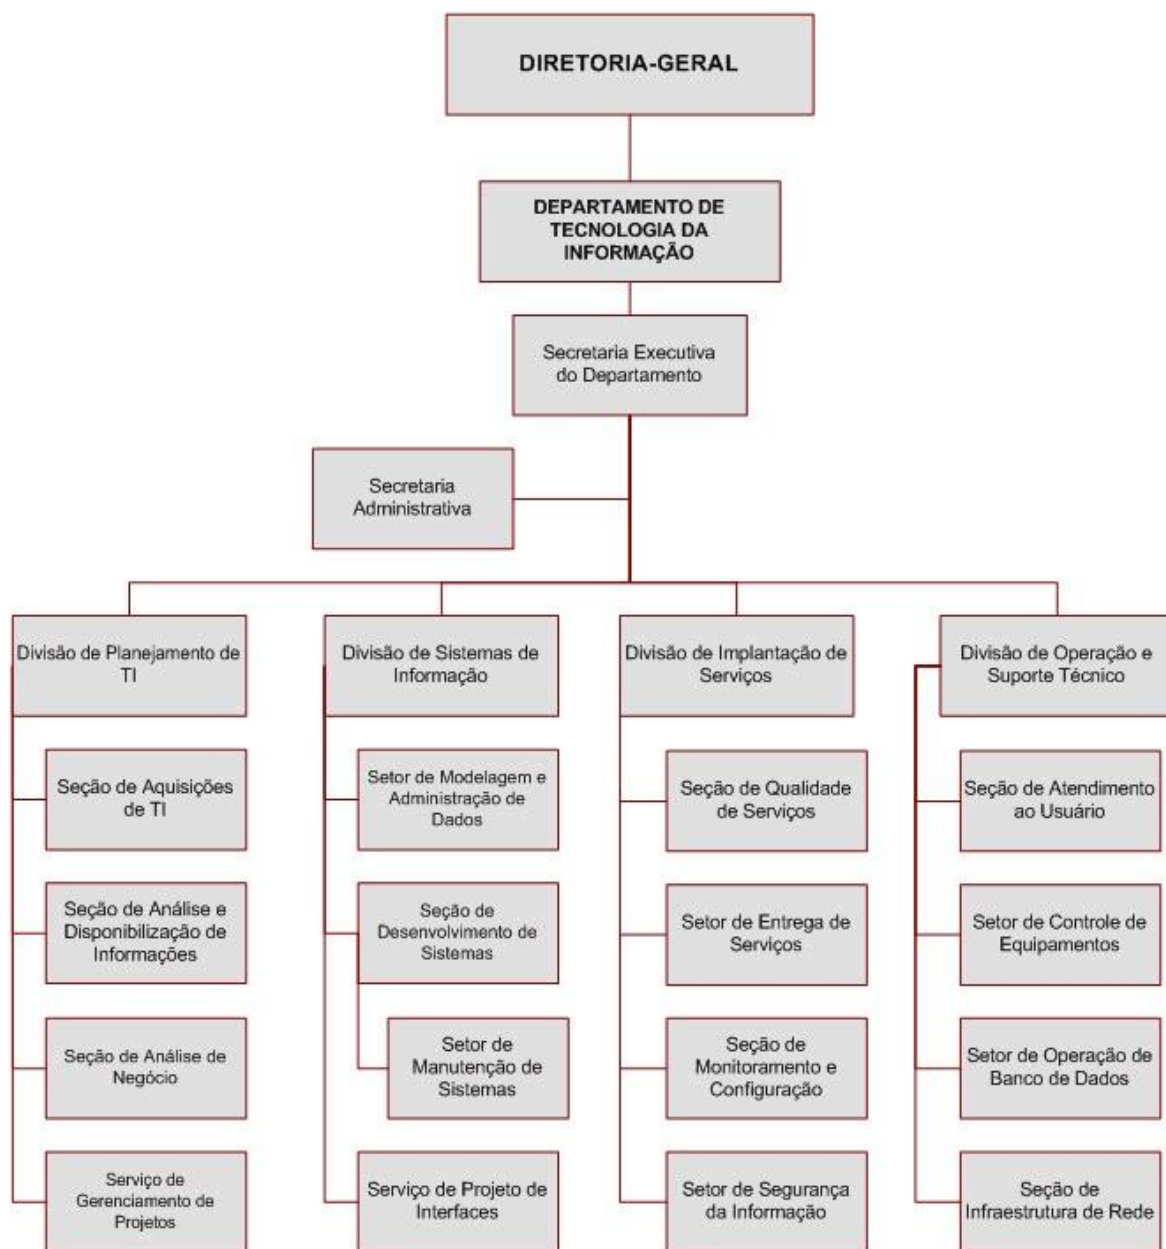 DIRETORIA-GERAL
DEPARTAMENTO DE
TECNOLOGIA DA
INFORMAÇÃO
Secretaria Executiva
do Departamento
Secretaria
Administrativa
Divisão de Planejamento de
TI
Seção de Aquisições
de TI
Seção de Análise e
Disponibilização de
Informações
Seção de Análise de
Negócio
Serviço de
Gerenciamento de
Projetos
Divisão de Sistemas de
Informação
Setor de Modelagem e
Administração de
Dados
Seção de
Desenvolvimento de
Sistemas
Setor de
Manutenção de
Sistemas
Serviço de Projeto de
Interfaces
Divisão de Implantação de
Serviços
Seção de Qualidade
de Serviços
Setor de Entrega de
Serviços
Seção de
Monitoramento e
Configuração
Setor de Segurança
da Informação
Divisão de Operação e
Suporte Técnico
Seção de Atendimento
ao Usuário
Setor de Controle de
Equipamentos
Setor de Operação de
Banco de Dados
Seção de
Infraestrutura de Rede